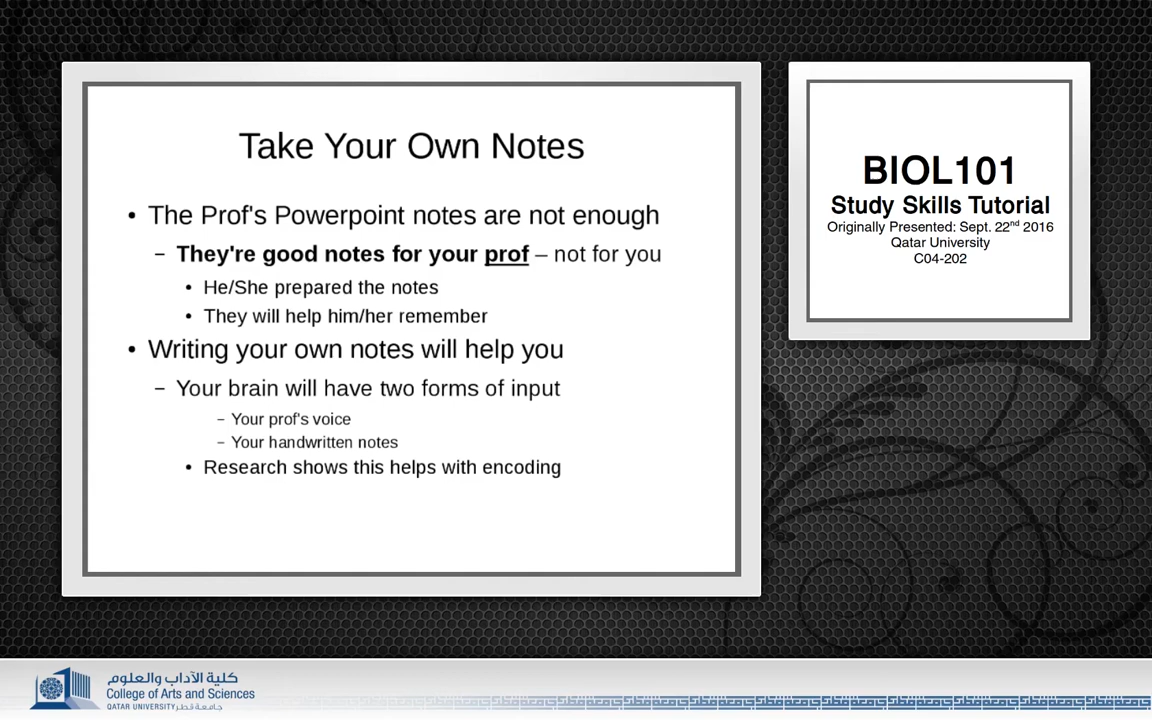 Take Your Own Notes
• The Prof's Powerpoint notes are not enough
– They're good notes for your prof – not for you
• He/She prepared the notes
• They will help him/her remember
• Writing your own notes will help you
– Your brain will have two forms of input
– Your prof's voice
– Your handwritten notes
• Research shows this helps with encoding
BIOL101
Study Skills Tutorial
Originally Presented: Sept. 22nd 2016
Qatar University
C04-202
كلية الآداب والعلوم
College of Arts and Sciences
QATAR UNIVERSITY جامعة قطر